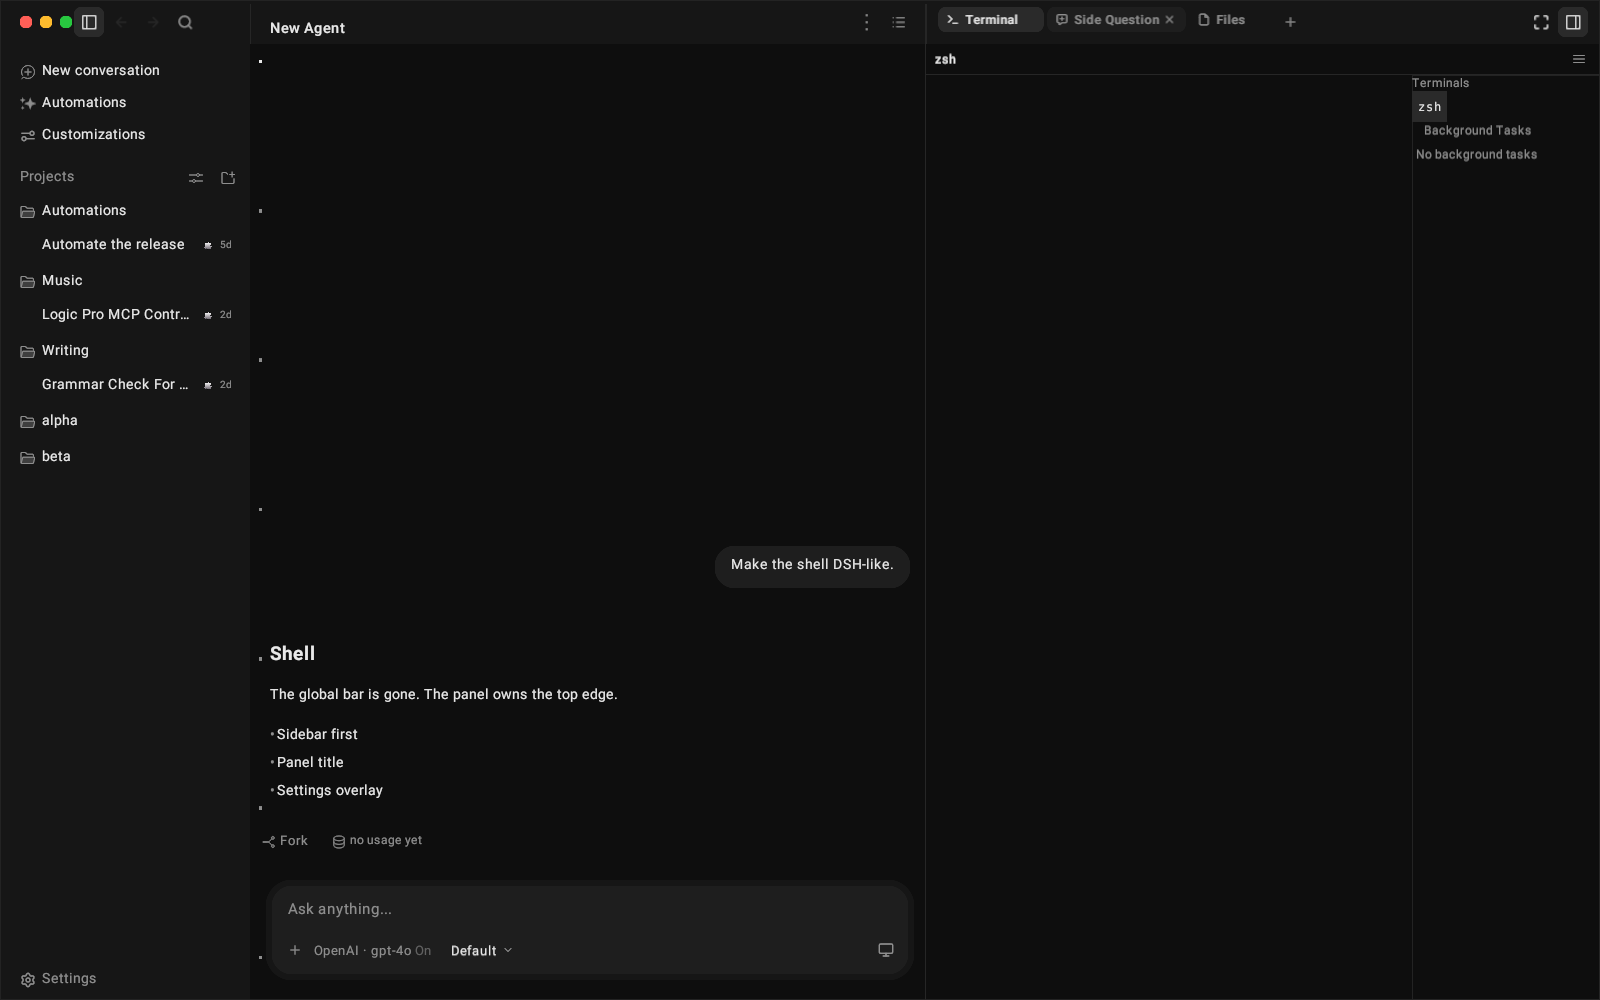 New conversation
Automations
Customizations
Projects
Automations
Automate the release 5d
Music
Logic Pro MCP Contr... 2d
Writing
Grammar Check For ... 2d
alpha
beta
Settings
New Agent
Make the shell DSH-like.
Shell
The global bar is gone. The panel owns the top edge.
•Sidebar first
•Panel title
•Settings overlay
Fork no usage yet
Ask anything...
OpenAI · gpt-4o On Default
Terminal Side Question Files
zsh
Terminals
zsh
Background Tasks
No background tasks